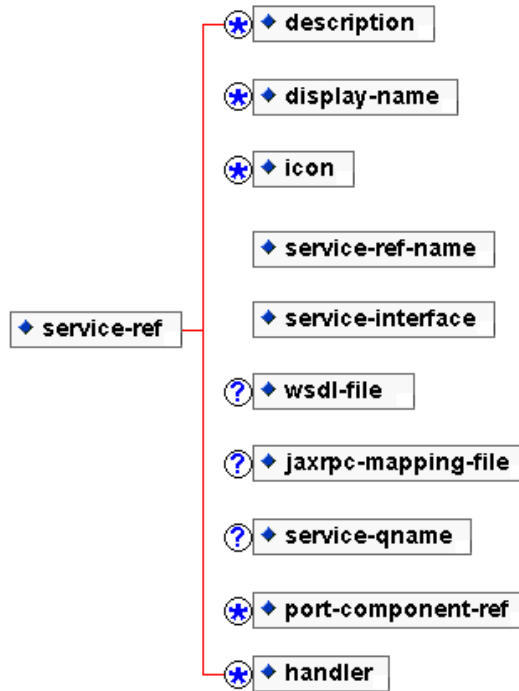 description
display-name
icon
service-ref-name
service-interface
service-ref
wsdl-file
?
jaxrpc-mapping-file
?
service-qname
?
port-component-ref
handler